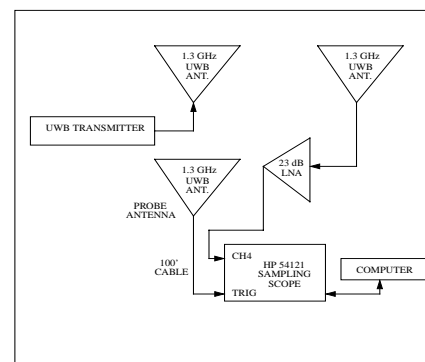 1.3 GHz
UWB
ANT.
1.3 GHz
UWB
ANT.
UWB TRANSMITTER
23 dB
LNA
1.3 GHz
UWB
ANT.
PROBE
ANTENNA
100'
CABLE
CH4
HP 54121
SAMPLING
SCOPE
TRIG
COMPUTER